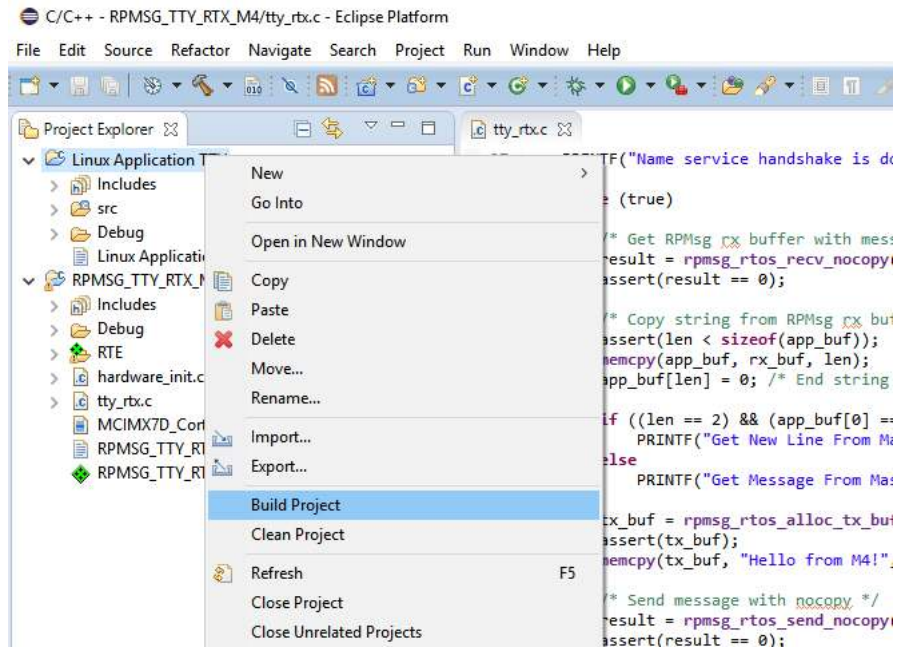 C/C++ - RPMSG_TTY_RTX_M4/tty_rtx.c - Eclipse Platform
File Edit Source Refactor Navigate Search Project Run Window Help
Project Explorer
Linux Application
Includes
src
Debug
Linux Applicati
RPMSG_TTY_RTX_
Includes
Debug
RTE
hardware_init.c
tty_rtx.c
MCIMX7D_Cort
RPMSG_TTY_RT
RPMSG_TTY_RT
New
Go Into
Open in New Window
Copy
Paste
Delete
Move...
Rename...
Import...
Export...
Build Project
Clean Project
Refresh F5
Close Project
Close Unrelated Projects
tty_rtx.c
TF("Name service handshake is do
(true)
/* Get RPMsg rx buffer with mess
result = rpmsg_rtos_recv_nocopy(
assert(result == 0);
/* Copy string from RPMsg rx buf
assert(len < sizeof(app_buf));
memcpy(app_buf, rx_buf, len);
app_buf[len] = 0; /* End string
if ((len == 2) && (app_buf[0] ==
PRINTF("Get New Line From Ma
else
PRINTF("Get Message From Mas
tx_buf = rpmsg_rtos_alloc_tx_buf
assert(tx_buf);
memcpy(tx_buf, "Hello from M4!",
/* Send message with nocopy */
result = rpmsg_rtos_send_nocopy(
assert(result == 0);